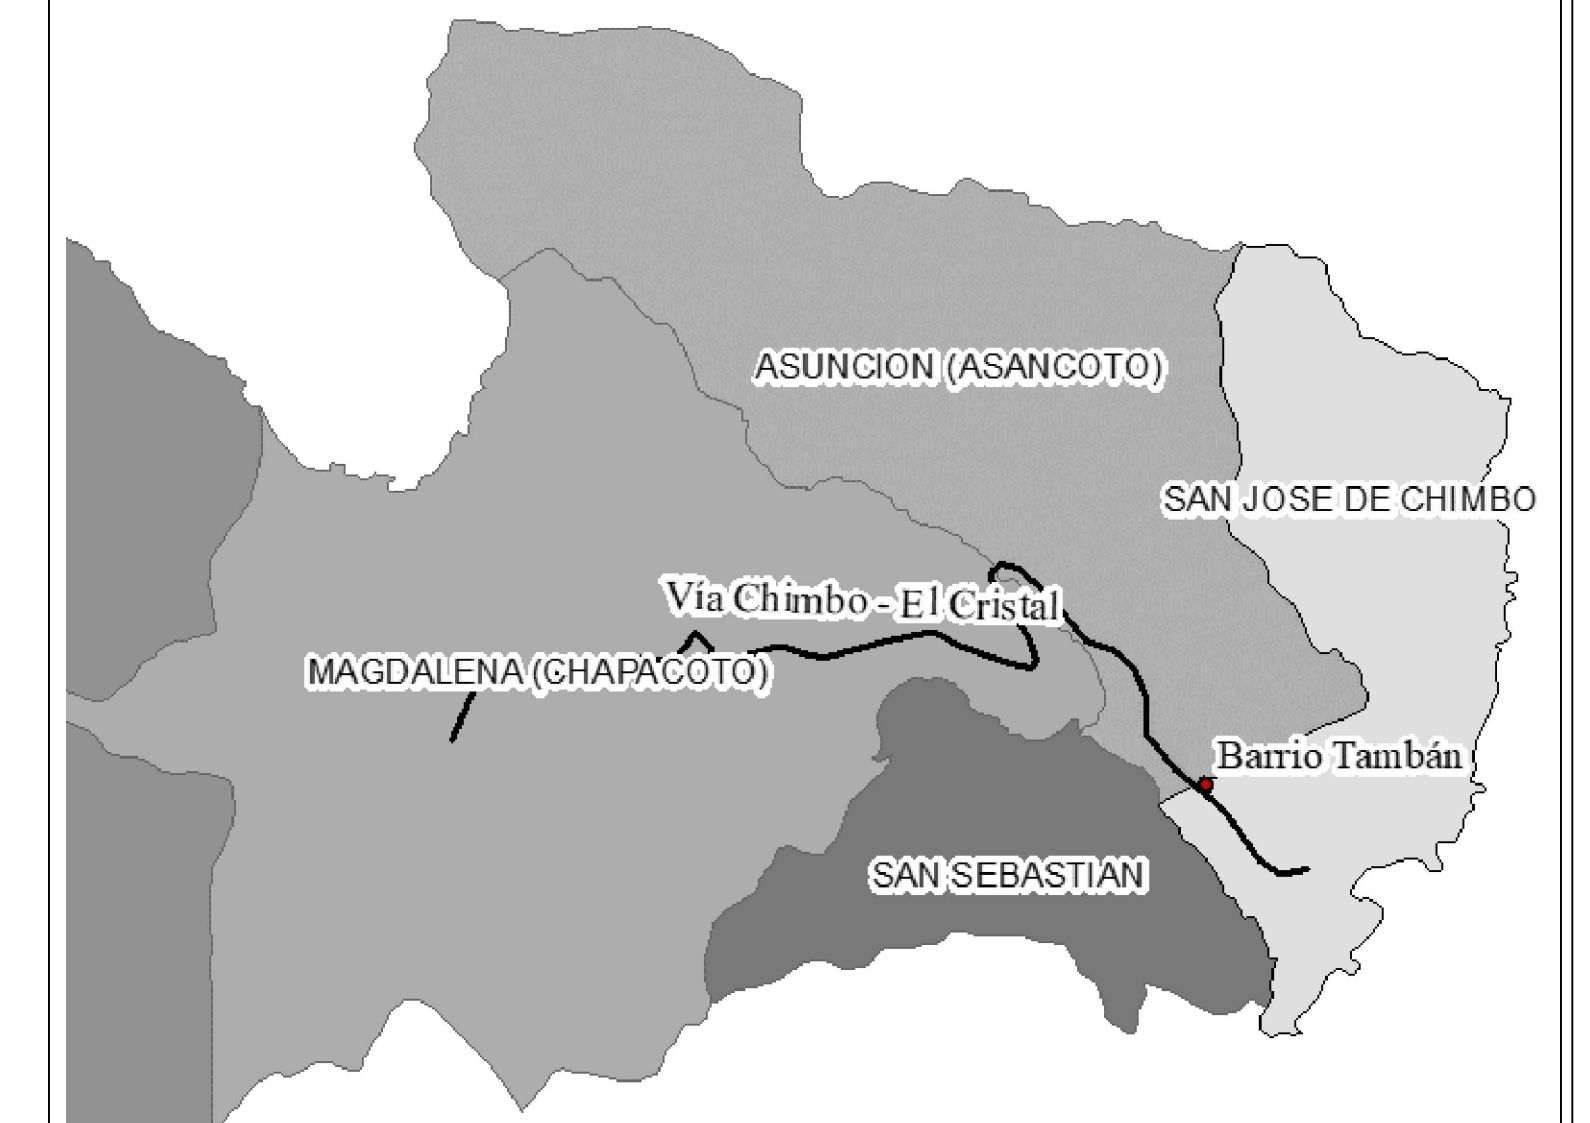 ASUNCION (ASANCOTO)
SAN JOSE DE CHIMBO
Vía Chimbo - El Cristal
MAGDALENA (CHAPACOTO)
Barrio Tambán
SAN SEBASTIAN